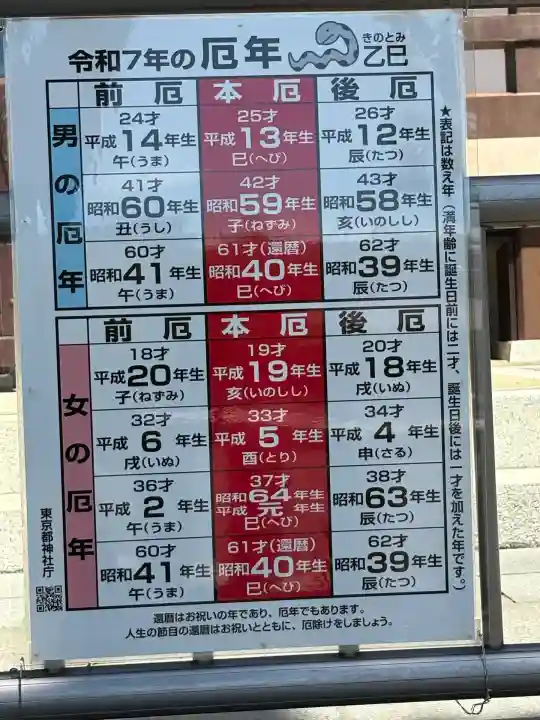 令和7年の厄年
きのとみ
乙巳
男の厄年
前厄 本厄 後厄
24才 25才 26才
平成14年生 平成13年生 平成12年生
午(うま) 巳(へび) 辰(たつ)
41才 42才 43才
昭和60年生 昭和59年生 昭和58年生
丑(うし) 子(ねずみ) 亥(いのしし)
60才 61才(還暦) 62才
昭和41年生 昭和40年生 昭和39年生
午(うま) 巳(へび) 辰(たつ)
女の厄年
前厄 本厄 後厄
18才 19才 20才
平成20年生 平成19年生 平成18年生
子(ねずみ) 亥(いのしし) 戌(いぬ)
32才 33才 34才
平成6年生 平成5年生 平成4年生
戌(いぬ) 酉(とり) 申(さる)
36才 37才 38才
平成2年生 昭和64年生 昭和63年生
平成元年生
午(うま) 巳(へび) 辰(たつ)
60才 61才(還暦) 62才
昭和41年生 昭和40年生 昭和39年生
午(うま) 巳(へび) 辰(たつ)
★表記は数え年(満年齢に誕生日前には二才、誕生日後には一才を加えた年です。)
東京都神社庁
還暦はお祝いの年であり、厄年でもあります。
人生の節目の還暦はお祝いとともに、厄除けをしましょう。